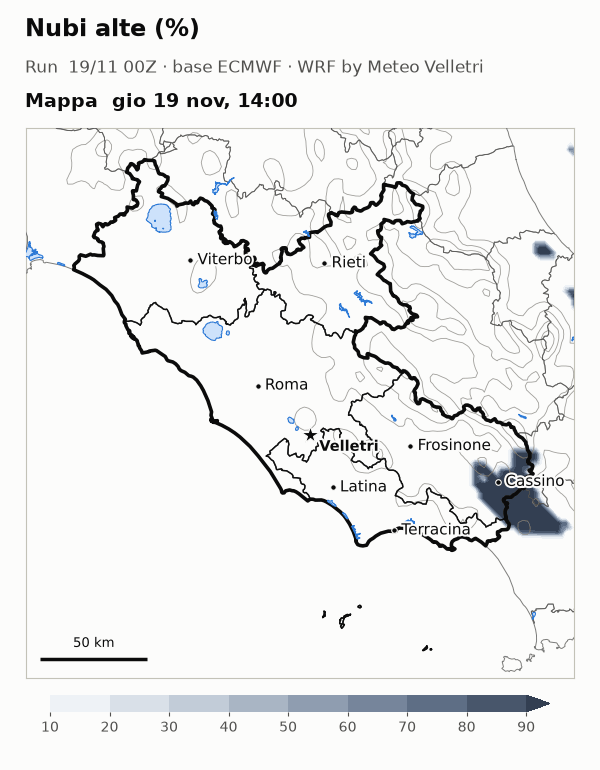 Nubi alte (%)
Run 19/11 00Z · base ECMWF · WRF by Meteo Velletri
Mappa gio 19 nov, 14:00
Viterbo
Rieti
Roma
Velletri
Frosinone
Cassino
Latina
Terracina
50 km
10 20 30 40 50 60 70 80 90